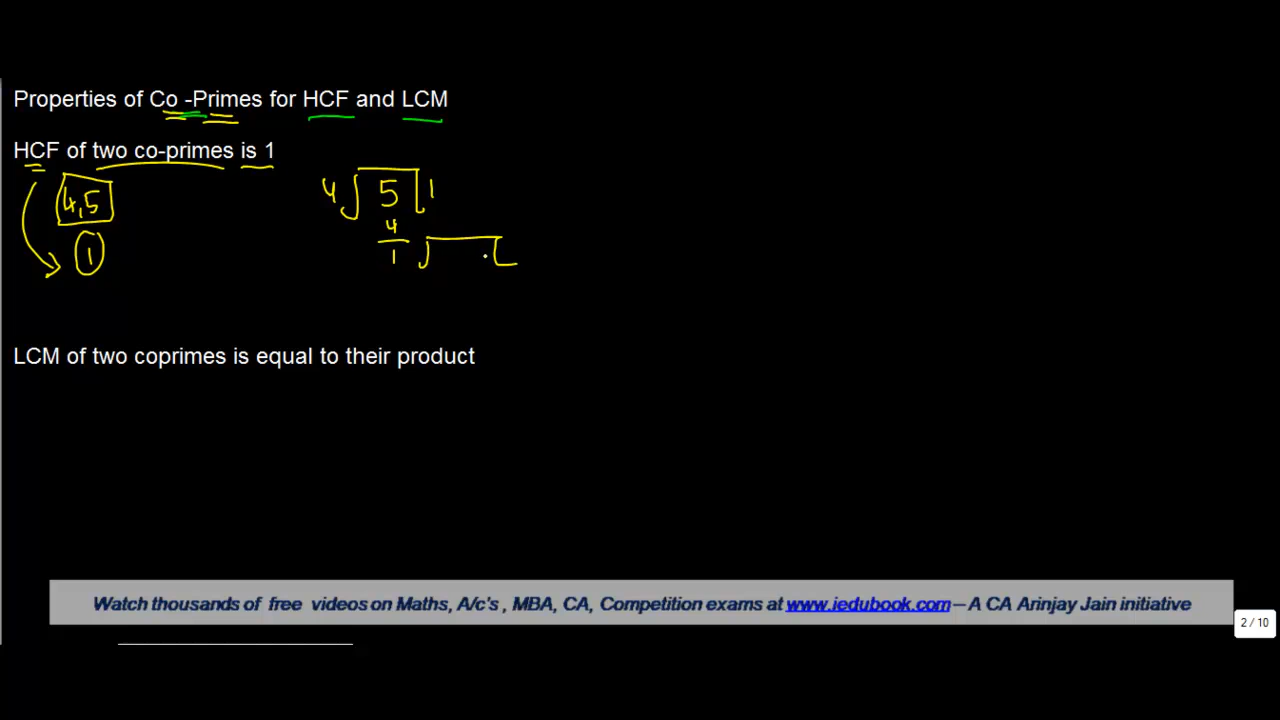 Properties of Co -Primes for HCF and LCM
HCF of two co-primes is 1
4,5
1
4 5 1
4
1
LCM of two coprimes is equal to their product
Watch thousands of free videos on Maths, A/c's , MBA, CA, Competition exams at www.iedubook.com – A CA Arinjay Jain initiative
2 / 10